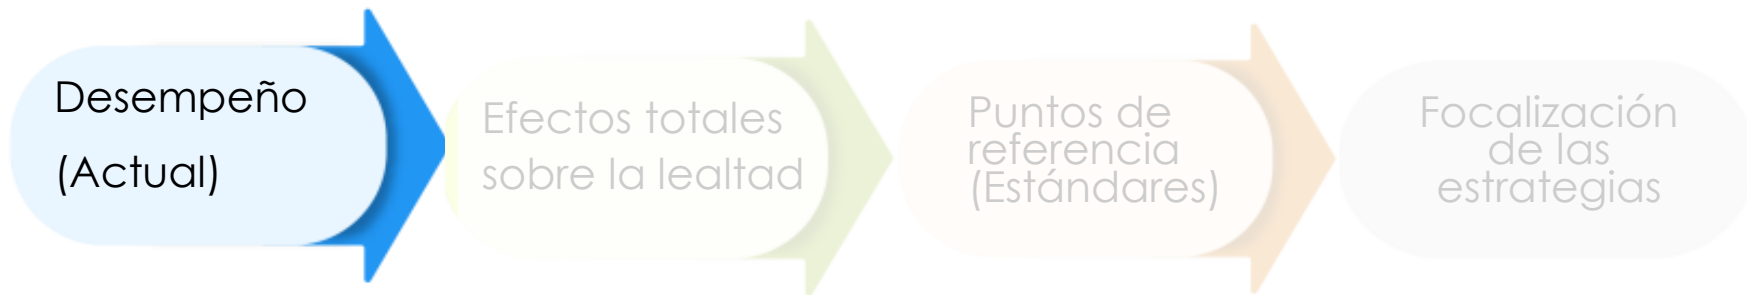 Desempeño
(Actual)
Efectos totales
sobre la lealtad
Puntos de
referencia
(Estándares)
Focalización
de las
estrategias